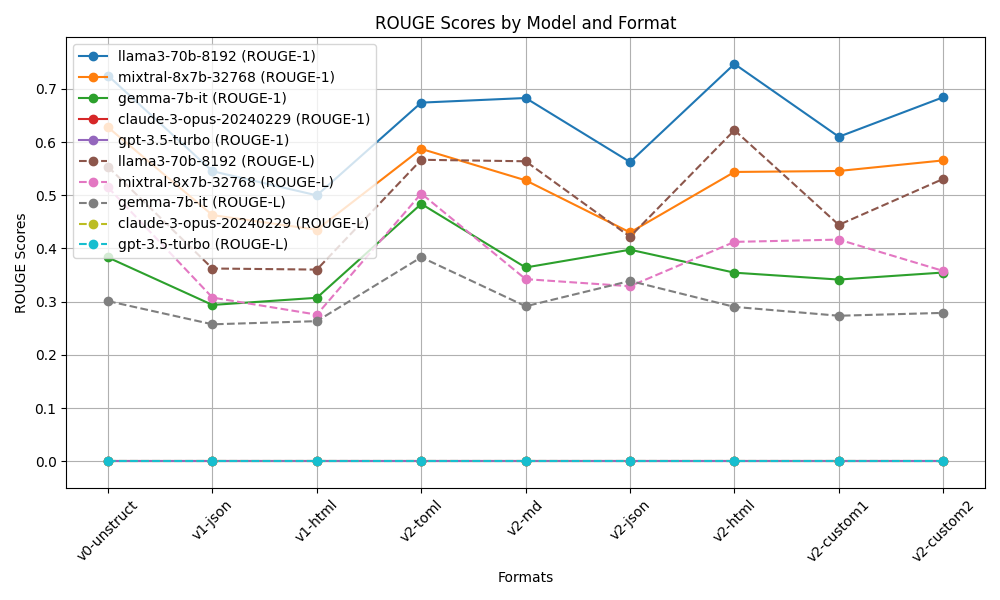 ROUGE Scores by Model and Format
llama3-70b-8192 (ROUGE-1)
mixtral-8x7b-32768 (ROUGE-1)
gemma-7b-it (ROUGE-1)
claude-3-opus-20240229 (ROUGE-1)
gpt-3.5-turbo (ROUGE-1)
llama3-70b-8192 (ROUGE-L)
mixtral-8x7b-32768 (ROUGE-L)
gemma-7b-it (ROUGE-L)
claude-3-opus-20240229 (ROUGE-L)
gpt-3.5-turbo (ROUGE-L)
ROUGE Scores
0.7
0.6
0.5
0.4
0.3
0.2
0.1
0.0
v0-unstruct
v1-json
v1-html
v2-toml
v2-md
v2-json
v2-html
v2-custom1
v2-custom2
Formats